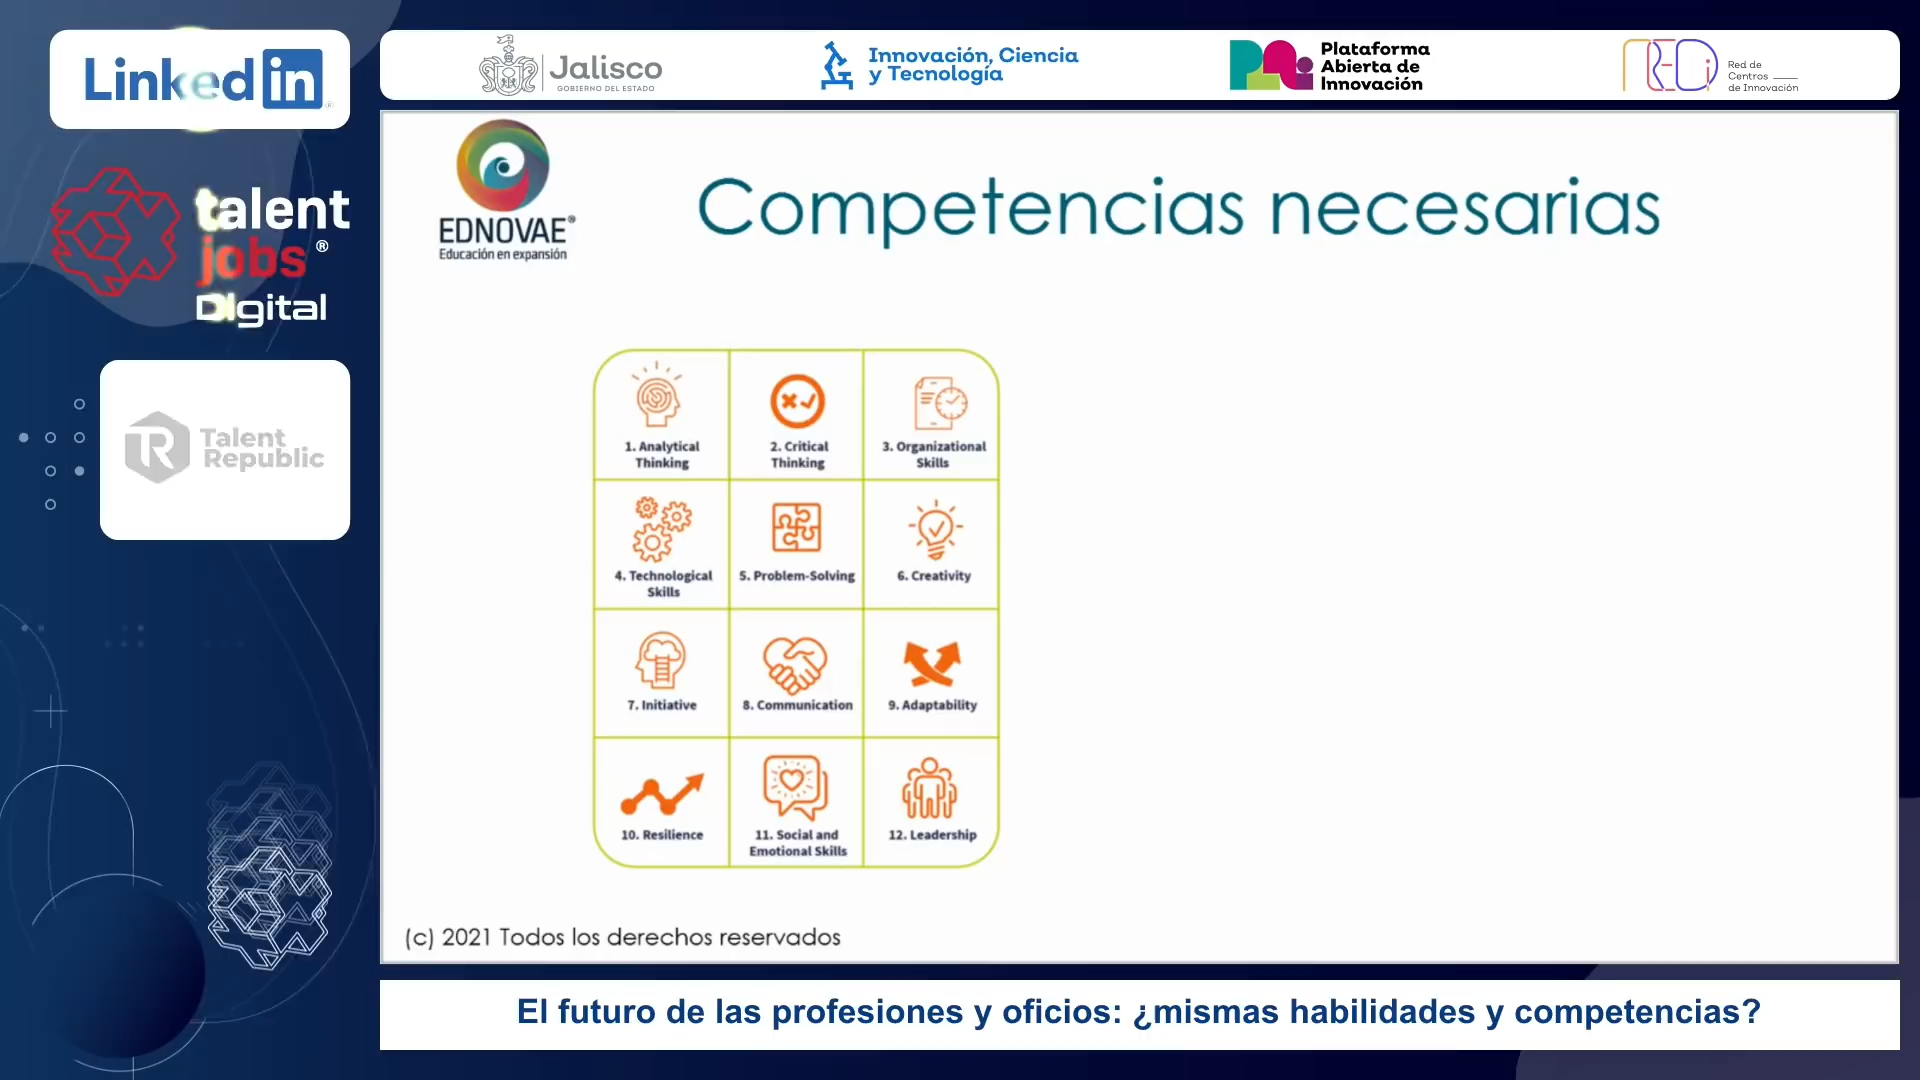 Linked in
talent
jobs®
Digital
Talent
Republic
Jalisco
GOBIERNO DEL ESTADO
Innovación, Ciencia
y Tecnología
Plataforma
Abierta de
Innovación
REDi
Red de
Centros
de Innovación
EDNOVAE®
Educación en expansión
Competencias necesarias
1. Analytical
Thinking
2. Critical
Thinking
3. Organizational
Skills
4. Technological
Skills
5. Problem-Solving
6. Creativity
7. Initiative
8. Communication
9. Adaptability
10. Resilience
11. Social and
Emotional Skills
12. Leadership
(c) 2021 Todos los derechos reservados
El futuro de las profesiones y oficios: ¿mismas habilidades y competencias?